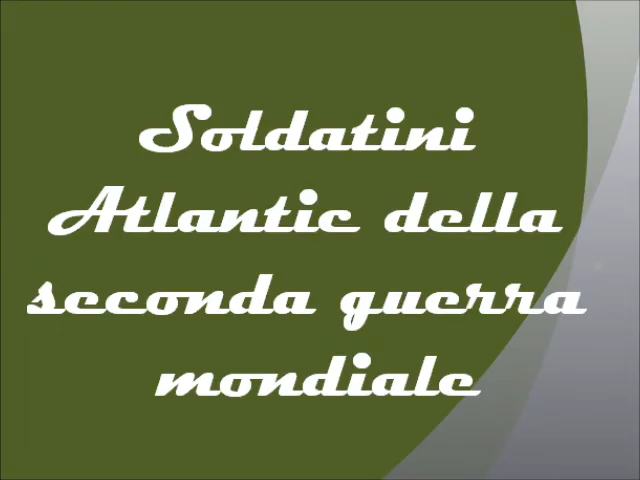 Soldatini
Atlantic della
seconda guerra
mondiale